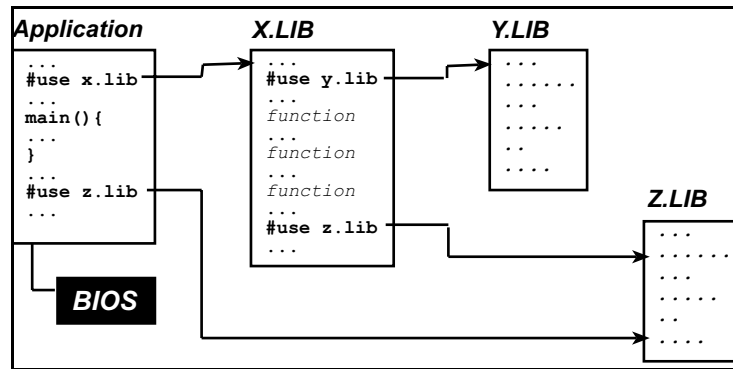 Application
...
#use x.lib
...
main(){
...
}
...
#use z.lib
...
BIOS
X.LIB
...
#use y.lib
...
function
...
function
...
function
...
#use z.lib
...
Y.LIB
...
......
...
.....
..
....
Z.LIB
...
......
...
.....
..
....